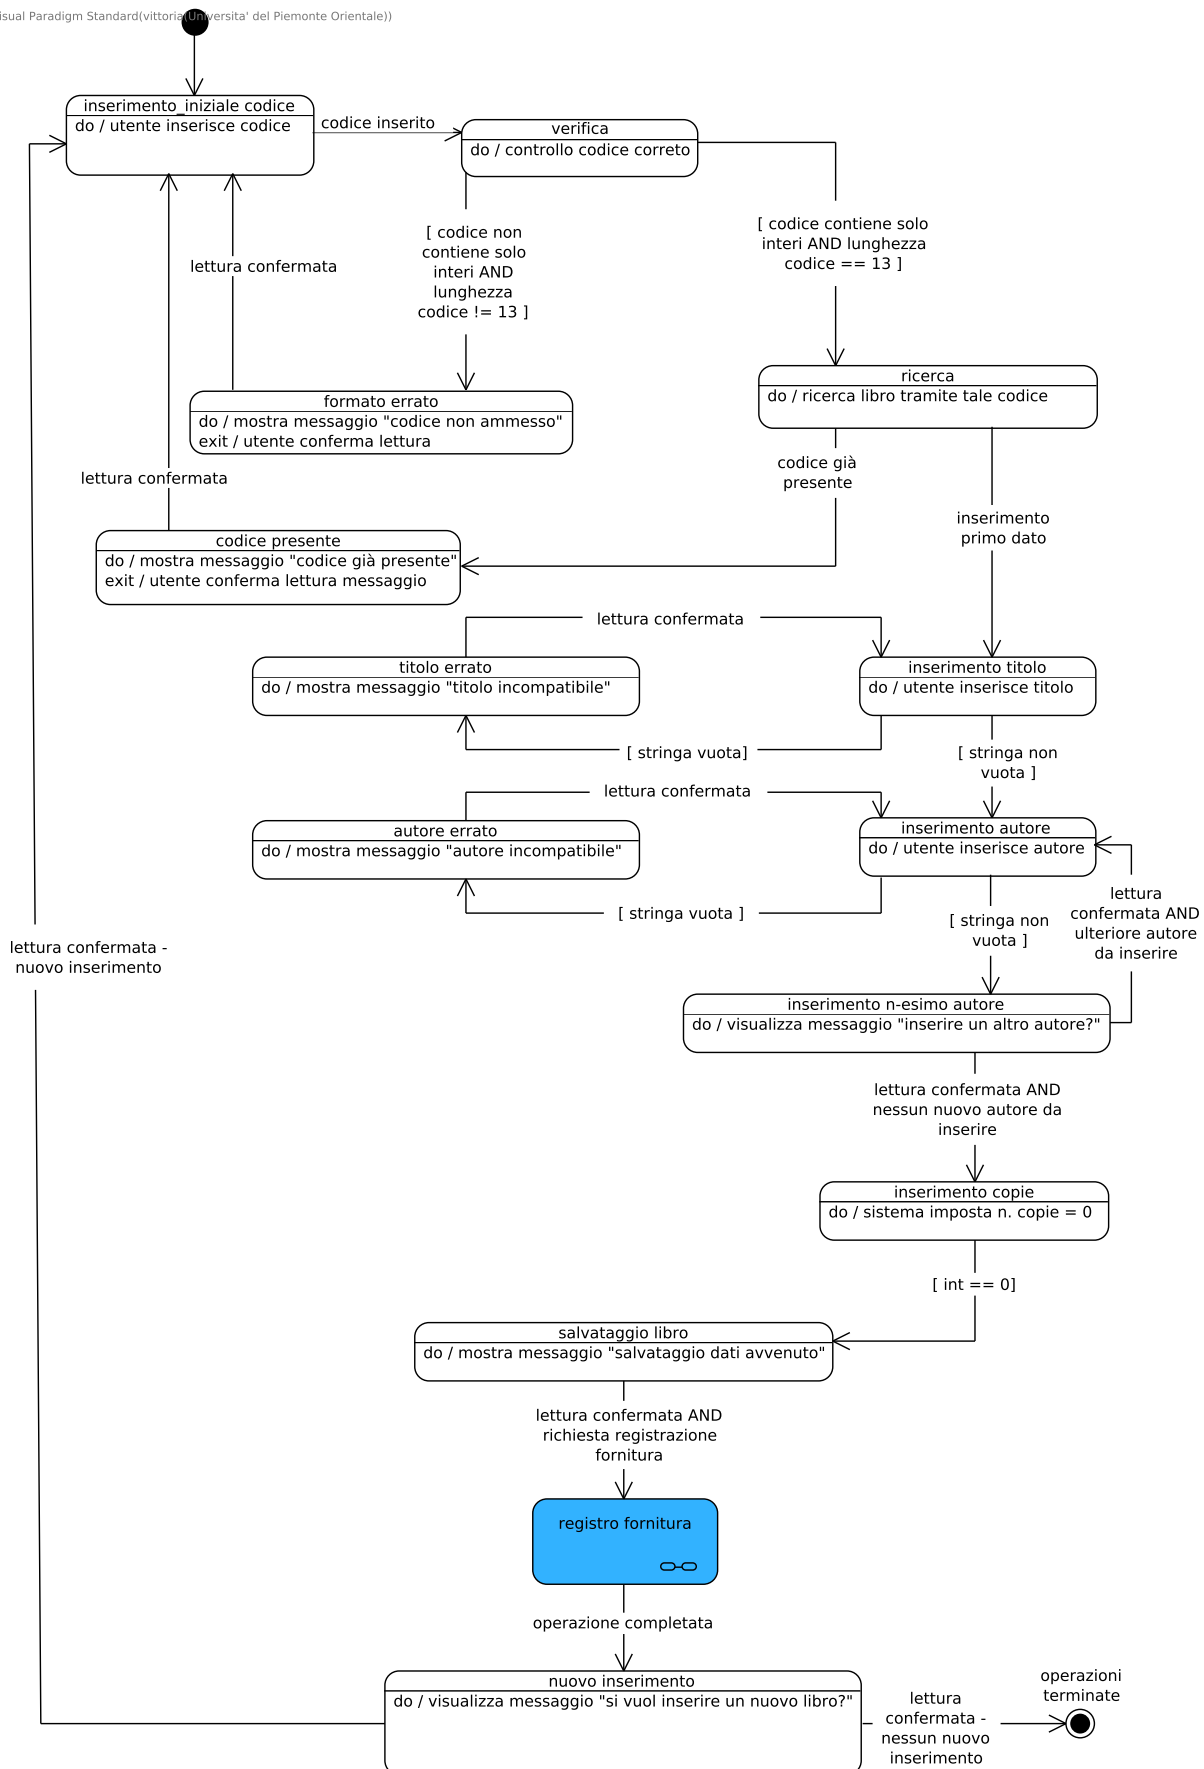 isual Paradigm Standard(vittoria(Universita' del Piemonte Orientale))
inserimento_iniziale codice
do / utente inserisce codice
codice inserito
verifica
do / controllo codice correto
[ codice non
contiene solo
interi AND
lunghezza
codice != 13 ]
[ codice contiene solo
interi AND lunghezza
codice == 13 ]
lettura confermata
ricerca
do / ricerca libro tramite tale codice
formato errato
do / mostra messaggio "codice non ammesso"
exit / utente conferma lettura
lettura confermata
codice già
presente
inserimento
primo dato
codice presente
do / mostra messaggio "codice già presente"
exit / utente conferma lettura messaggio
lettura confermata
titolo errato
do / mostra messaggio "titolo incompatibile"
inserimento titolo
do / utente inserisce titolo
[ stringa vuota]
[ stringa non
vuota ]
lettura confermata
autore errato
do / mostra messaggio "autore incompatibile"
inserimento autore
do / utente inserisce autore
[ stringa vuota ]
[ stringa non
vuota ]
lettura
confermata AND
ulteriore autore
da inserire
lettura confermata -
nuovo inserimento
inserimento n-esimo autore
do / visualizza messaggio "inserire un altro autore?"
lettura confermata AND
nessun nuovo autore da
inserire
inserimento copie
do / sistema imposta n. copie = 0
[ int == 0]
salvataggio libro
do / mostra messaggio "salvataggio dati avvenuto"
lettura confermata AND
richiesta registrazione
fornitura
registro fornitura
operazione completata
nuovo inserimento
do / visualizza messaggio "si vuol inserire un nuovo libro?"
lettura
confermata -
nessun nuovo
inserimento
operazioni
terminate